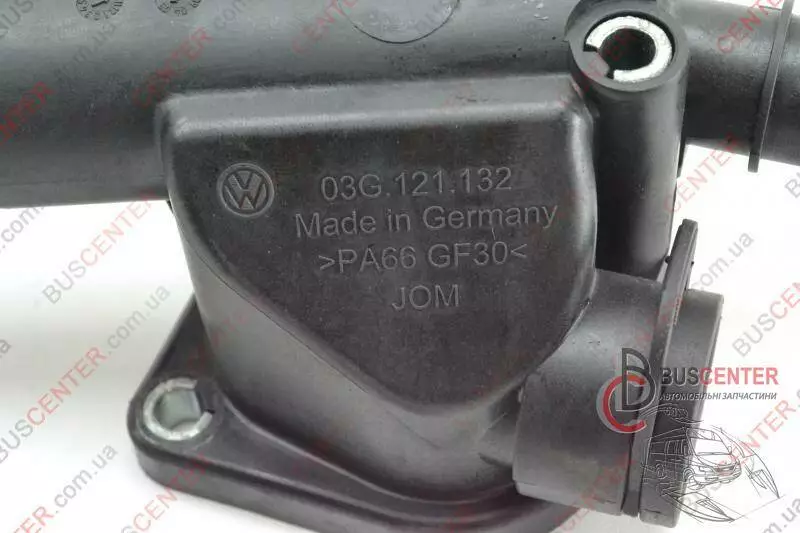 03G.121.132
Made in Germany
>PA66 GF30<
JOM
BUSCENTER
АВТОМОБІЛЬНІ ЗАПЧАСТИНИ
BUSCENTER.com.ua